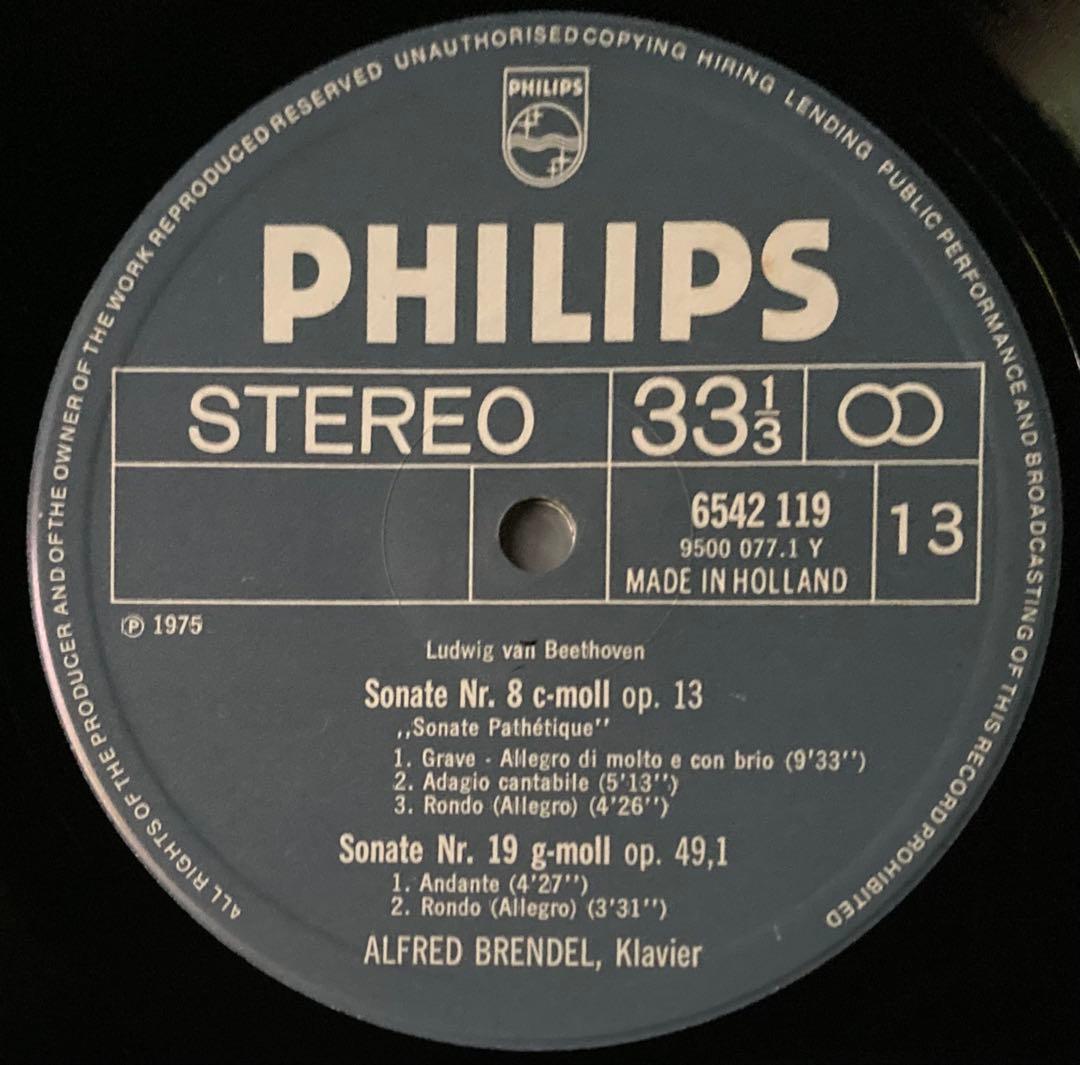 ALL RIGHTS OF THE PRODUCER AND OF THE OWNER OF THE WORK REPRODUCED RESERVED UNAUTHORISED COPYING HIRING LENDING PUBLIC PERFORMANCE AND BROADCASTING OF THIS RECORD PROHIBITED
PHILIPS
PHILIPS
STEREO 33 1/3
6542 119
9500 077.1 Y
MADE IN HOLLAND
13
℗ 1975
Ludwig van Beethoven
Sonate Nr. 8 c-moll op. 13
,,Sonate Pathétique''
1. Grave - Allegro di molto e con brio (9'33'')
2. Adagio cantabile (5'13'')
3. Rondo (Allegro) (4'26'')
Sonate Nr. 19 g-moll op. 49,1
1. Andante (4'27'')
2. Rondo (Allegro) (3'31'')
ALFRED BRENDEL, Klavier